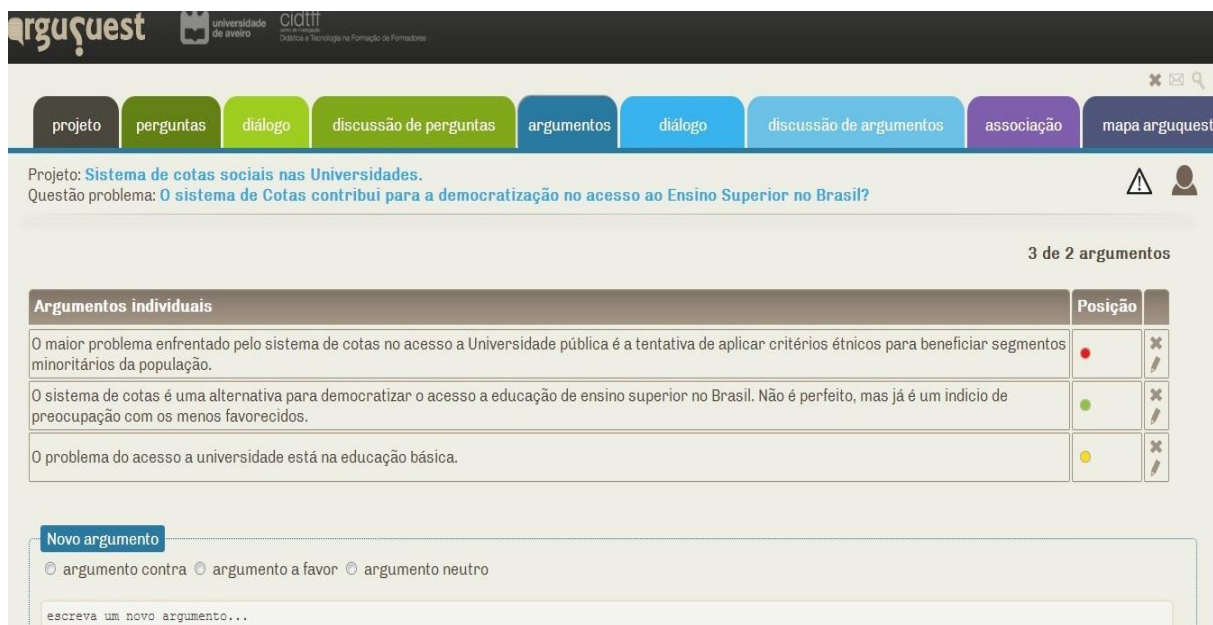 arguquest universidade cidtff
de aveiro
Didática e Tecnologia na Formação de Formadores
projeto perguntas diálogo discussão de perguntas argumentos diálogo discussão de argumentos associação mapa arguquest
Projeto: Sistema de cotas sociais nas Universidades.
Questão problema: O sistema de Cotas contribui para a democratização no acesso ao Ensino Superior no Brasil?
3 de 2 argumentos
Argumentos individuais Posição
O maior problema enfrentado pelo sistema de cotas no acesso a Universidade pública é a tentativa de aplicar critérios étnicos para beneficiar segmentos
minoritários da população.
O sistema de cotas é uma alternativa para democratizar o acesso a educação de ensino superior no Brasil. Não é perfeito, mas já é um indicio de
preocupação com os menos favorecidos.
O problema do acesso a universidade está na educação básica.
Novo argumento
argumento contra argumento a favor argumento neutro
escreva um novo argumento...